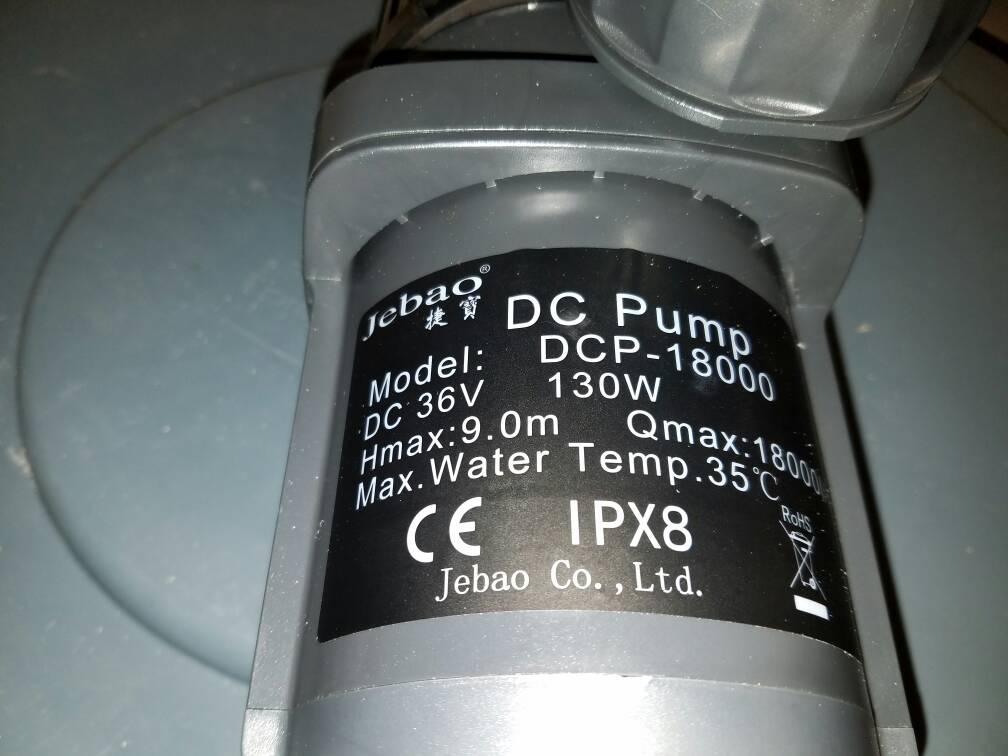 Jebao®
捷寶
DC Pump
Model: DCP-18000
DC 36V 130W
Hmax:9.0m Qmax:18000L
Max.Water Temp.35℃
CE IPX8
RoHS
Jebao Co.,Ltd.